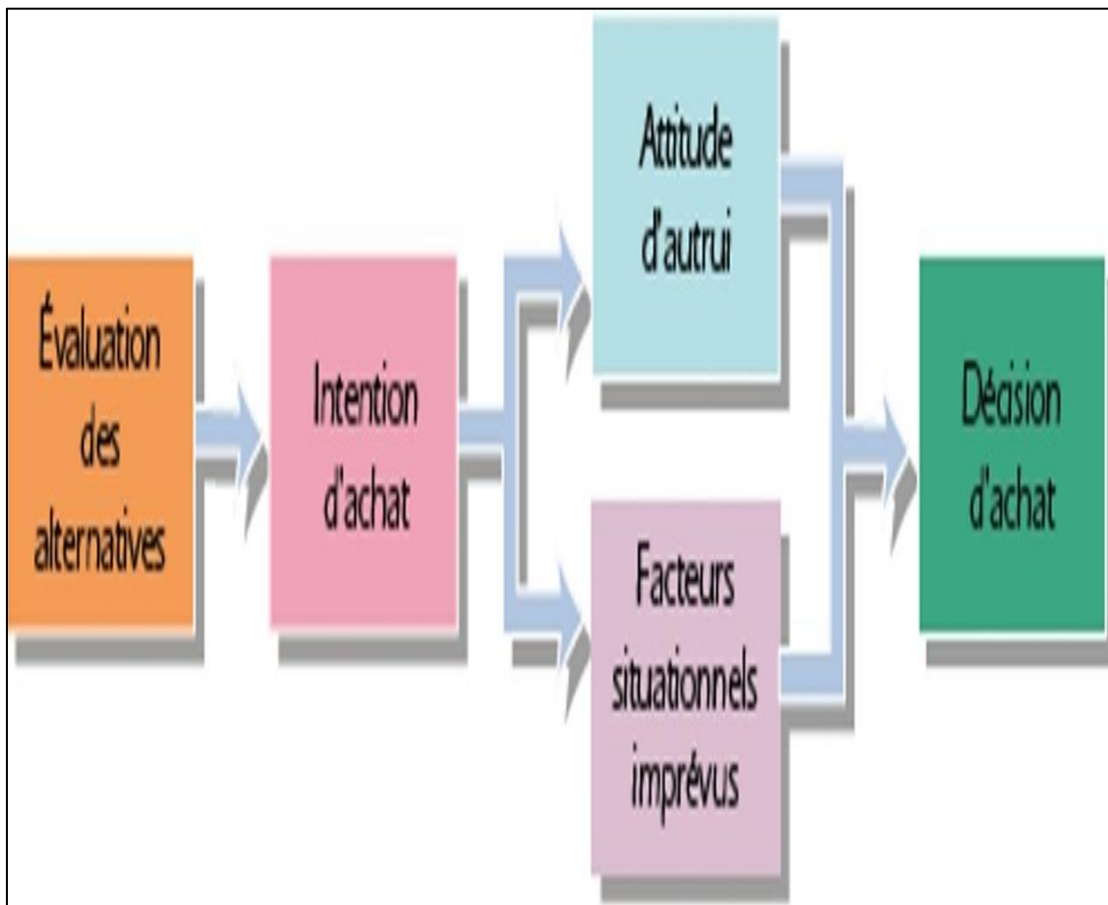 Évaluation
des
alternatives
Intention
d'achat
Attitude
d'autrui
Facteurs
situationnels
imprévus
Décision
d'achat